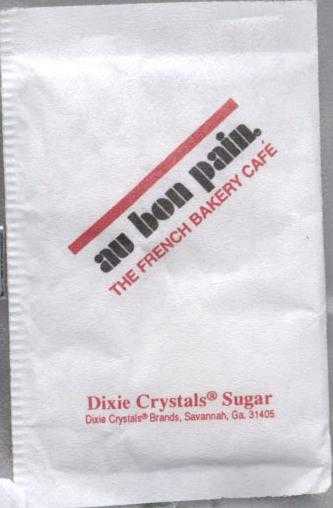 au bon pain.
THE FRENCH BAKERY CAFÉ
Dixie Crystals® Sugar
Dixie Crystals® Brands, Savannah, Ga. 31405